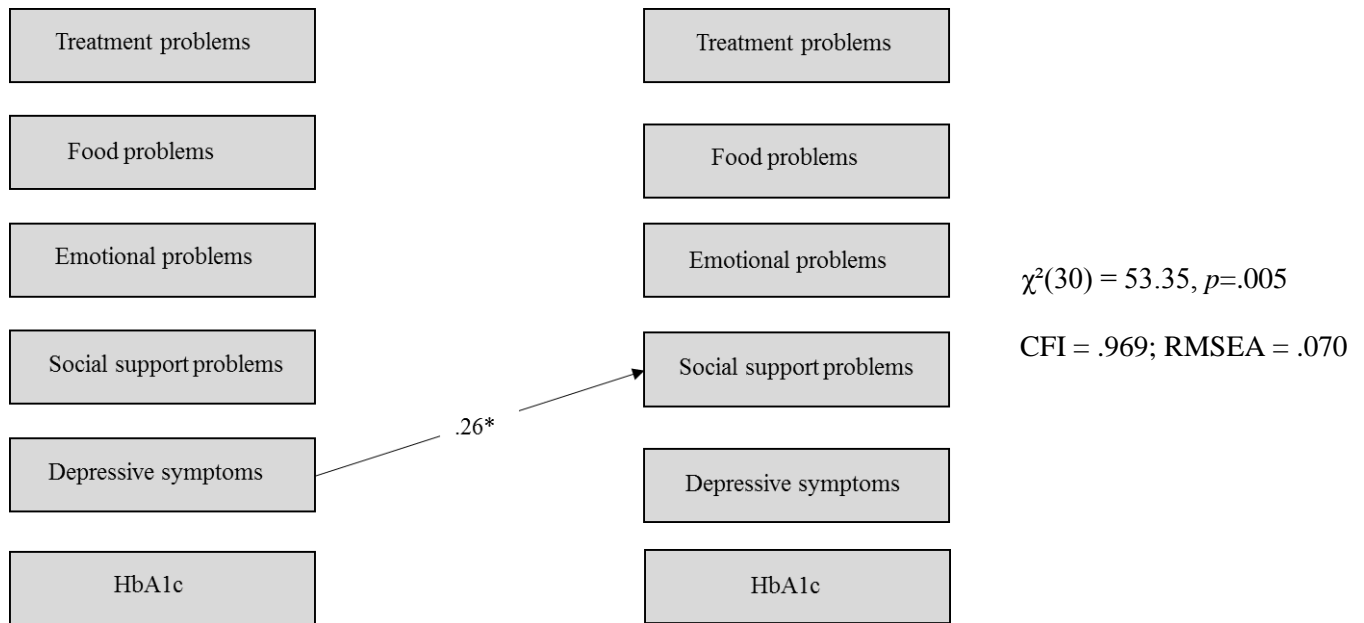 Treatment problems
Food problems
Emotional problems
Social support problems
Depressive symptoms
HbA1c
.26*
Treatment problems
Food problems
Emotional problems
Social support problems
Depressive symptoms
HbA1c
χ²(30) = 53.35, p=.005
CFI = .969; RMSEA = .070